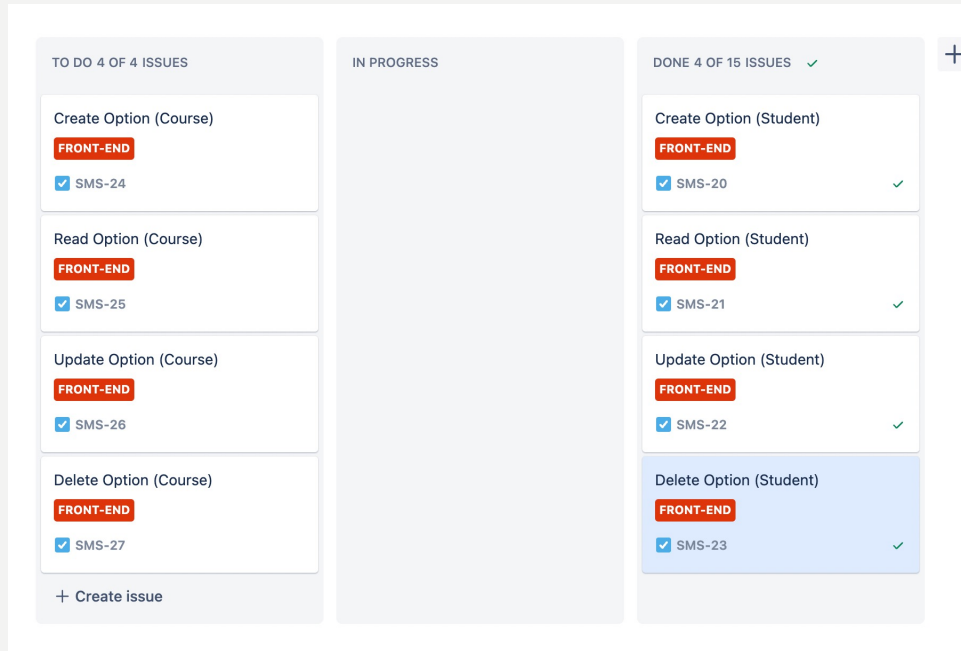 TO DO 4 OF 4 ISSUES
Create Option (Course)
FRONT-END
SMS-24
Read Option (Course)
FRONT-END
SMS-25
Update Option (Course)
FRONT-END
SMS-26
Delete Option (Course)
FRONT-END
SMS-27
+ Create issue
IN PROGRESS
DONE 4 OF 15 ISSUES
Create Option (Student)
FRONT-END
SMS-20
Read Option (Student)
FRONT-END
SMS-21
Update Option (Student)
FRONT-END
SMS-22
Delete Option (Student)
FRONT-END
SMS-23